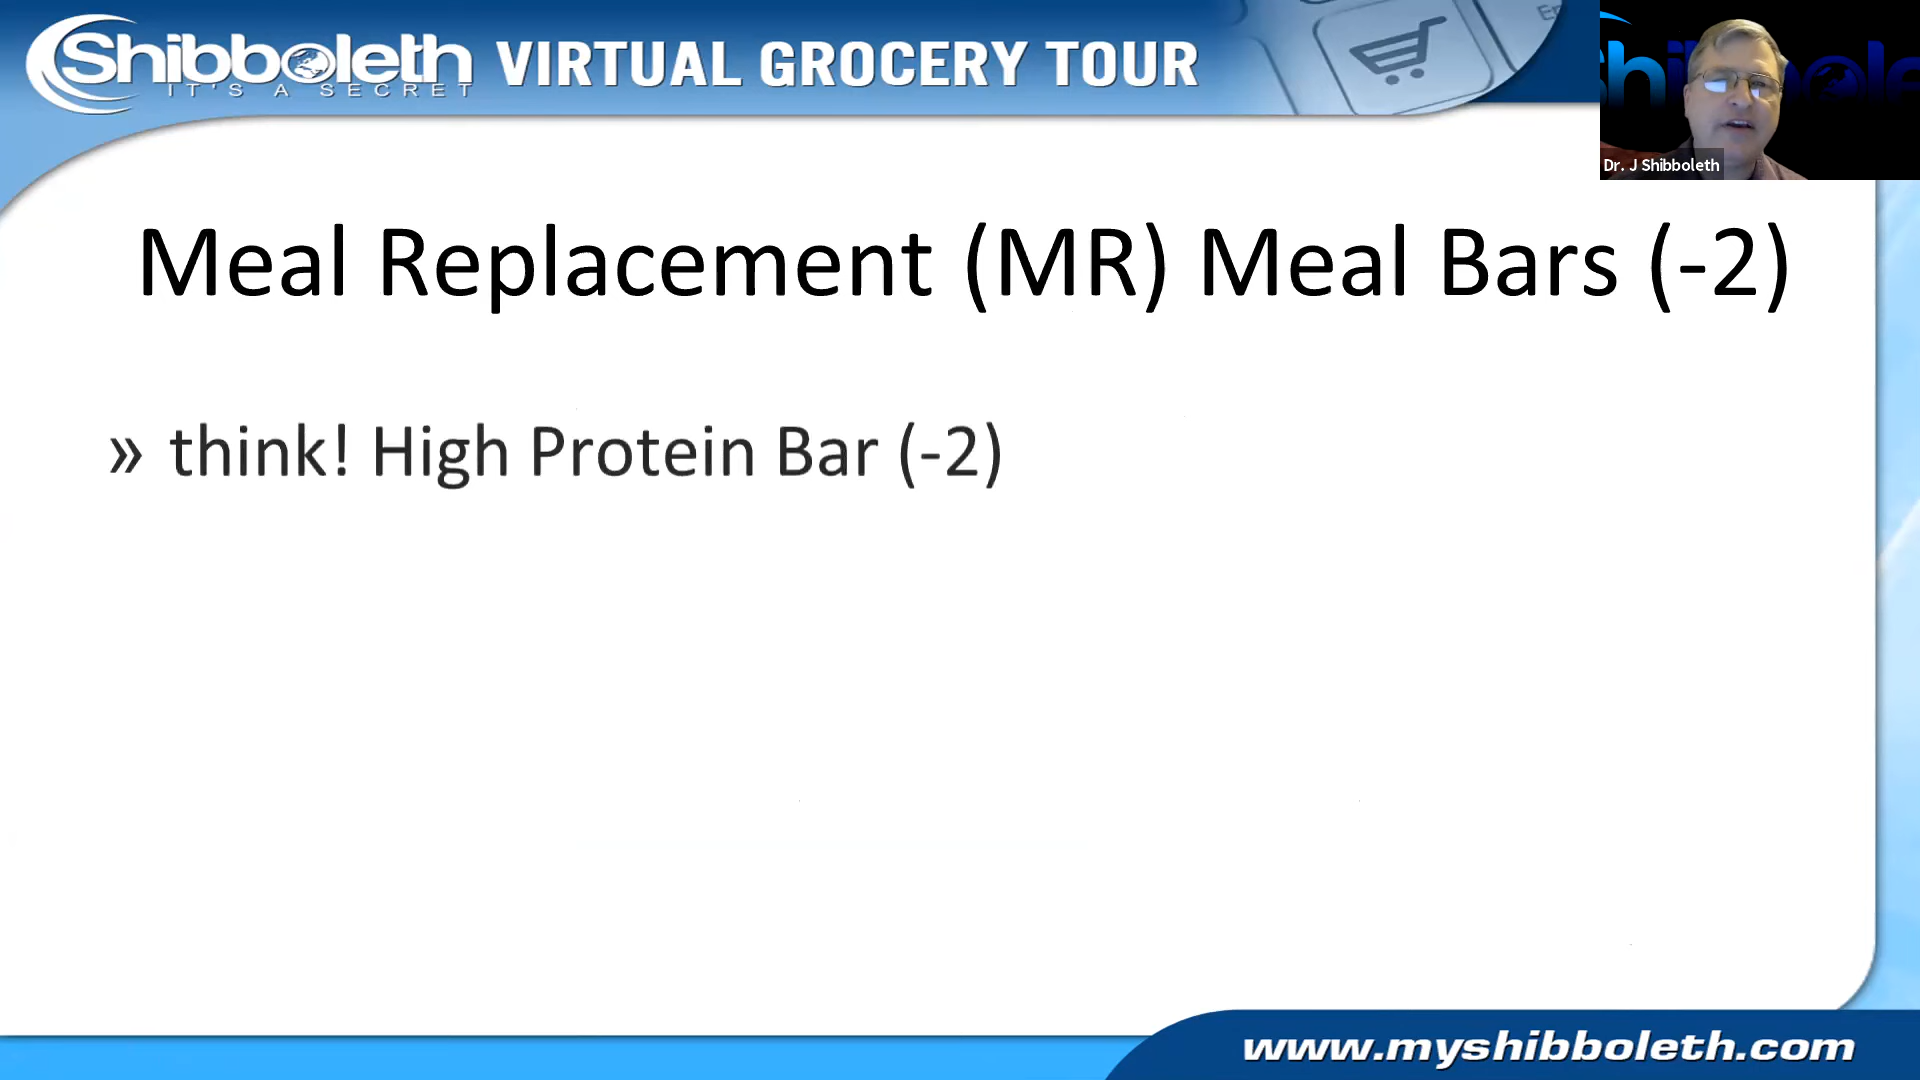 Shibboleth VIRTUAL GROCERY TOUR
IT'S A SECRET
Dr. J Shibboleth
Meal Replacement (MR) Meal Bars (-2)
» think! High Protein Bar (-2)
www.myshibboleth.com